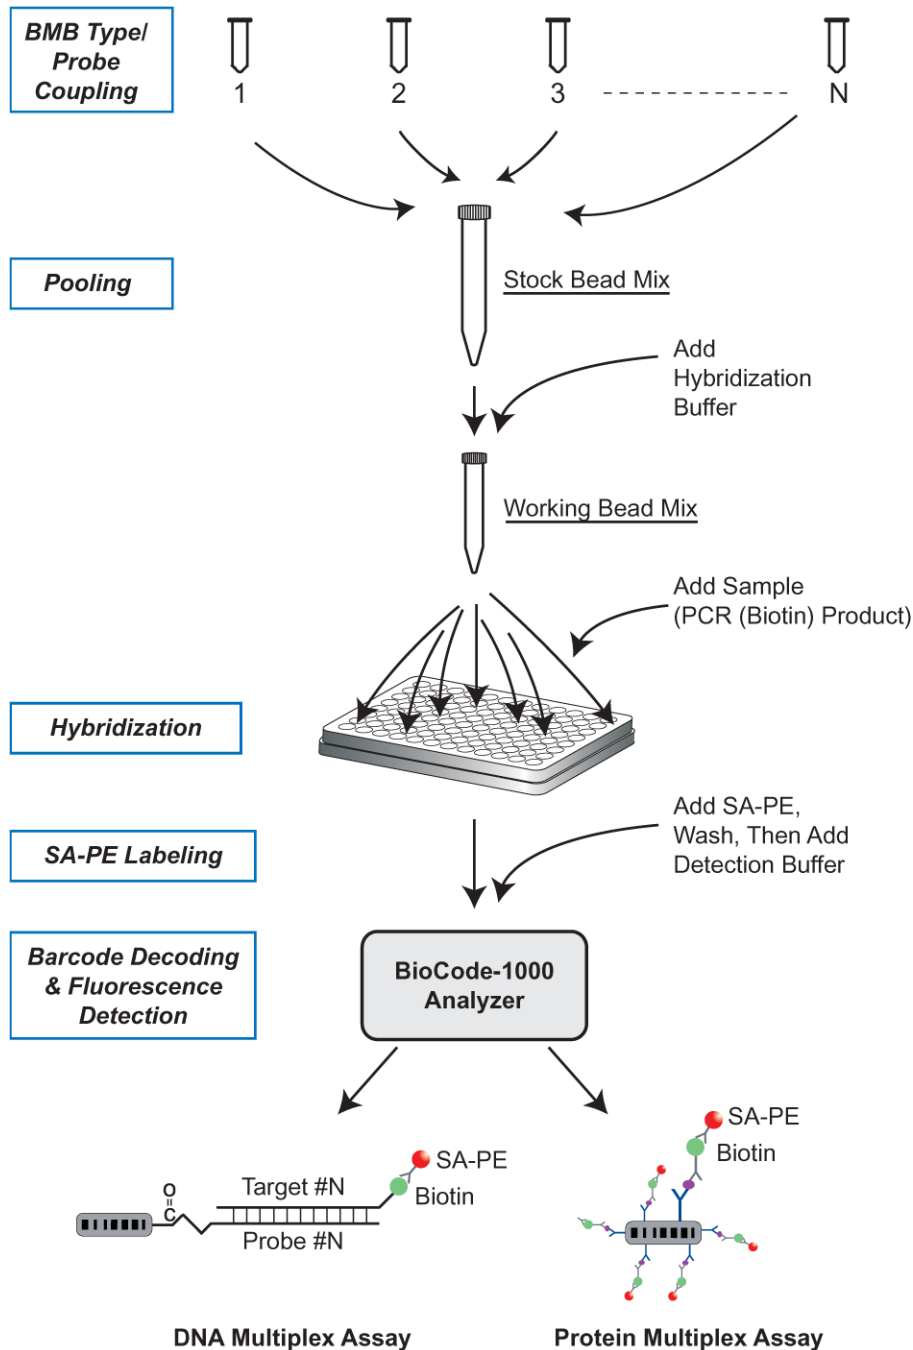 BMB Type/
Probe
Coupling
1
2
3
N
Pooling
Stock Bead Mix
Add
Hybridization
Buffer
Working Bead Mix
Add Sample
(PCR (Biotin) Product)
Hybridization
Add SA-PE,
Wash, Then Add
Detection Buffer
SA-PE Labeling
Barcode Decoding
& Fluorescence
Detection
BioCode-1000
Analyzer
O
C
Target #N
Probe #N
SA-PE
Biotin
SA-PE
Biotin
DNA Multiplex Assay
Protein Multiplex Assay